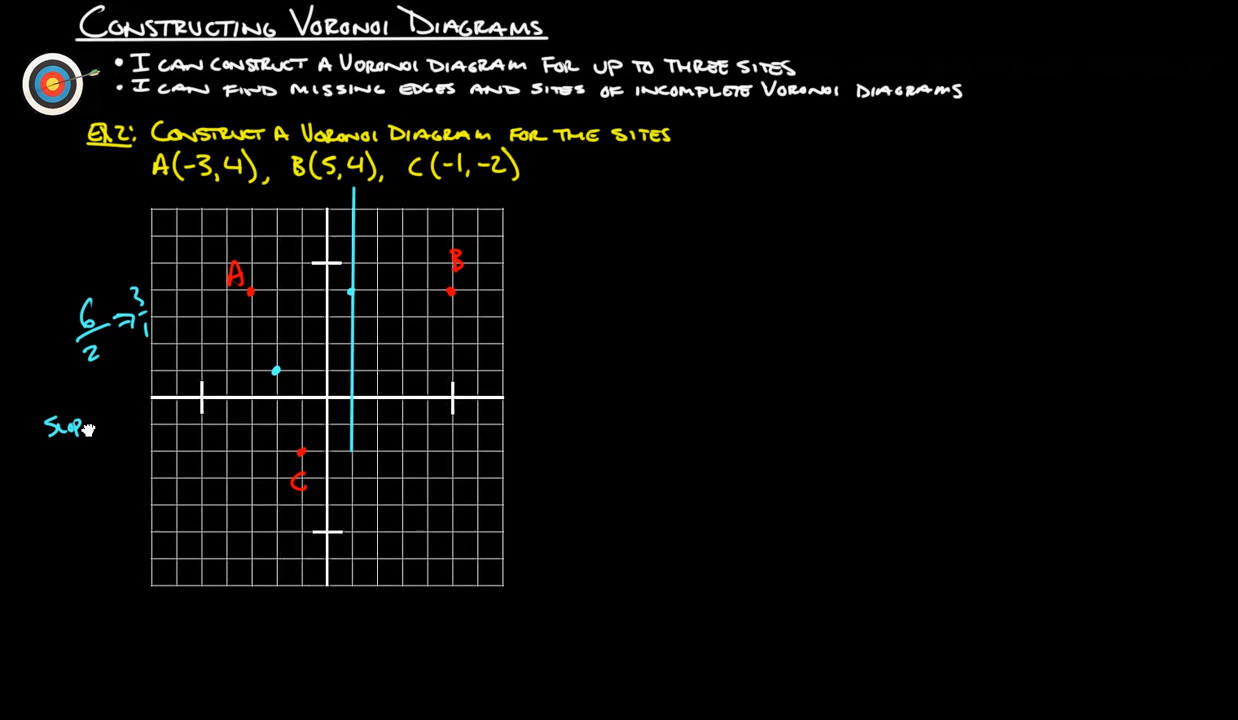 CONSTRUCTING VORONOI DIAGRAMS
• I CAN CONSTRUCT A VORONOI DIAGRAM FOR UP TO THREE SITES
• I CAN FIND MISSING EDGES AND SITES OF INCOMPLETE VORONOI DIAGRAMS
EX.2: CONSTRUCT A VORONOI DIAGRAM FOR THE SITES
A(-3,4), B(5,4), C(-1,-2)
B
A
6/2 = 3/1
SLOP
C